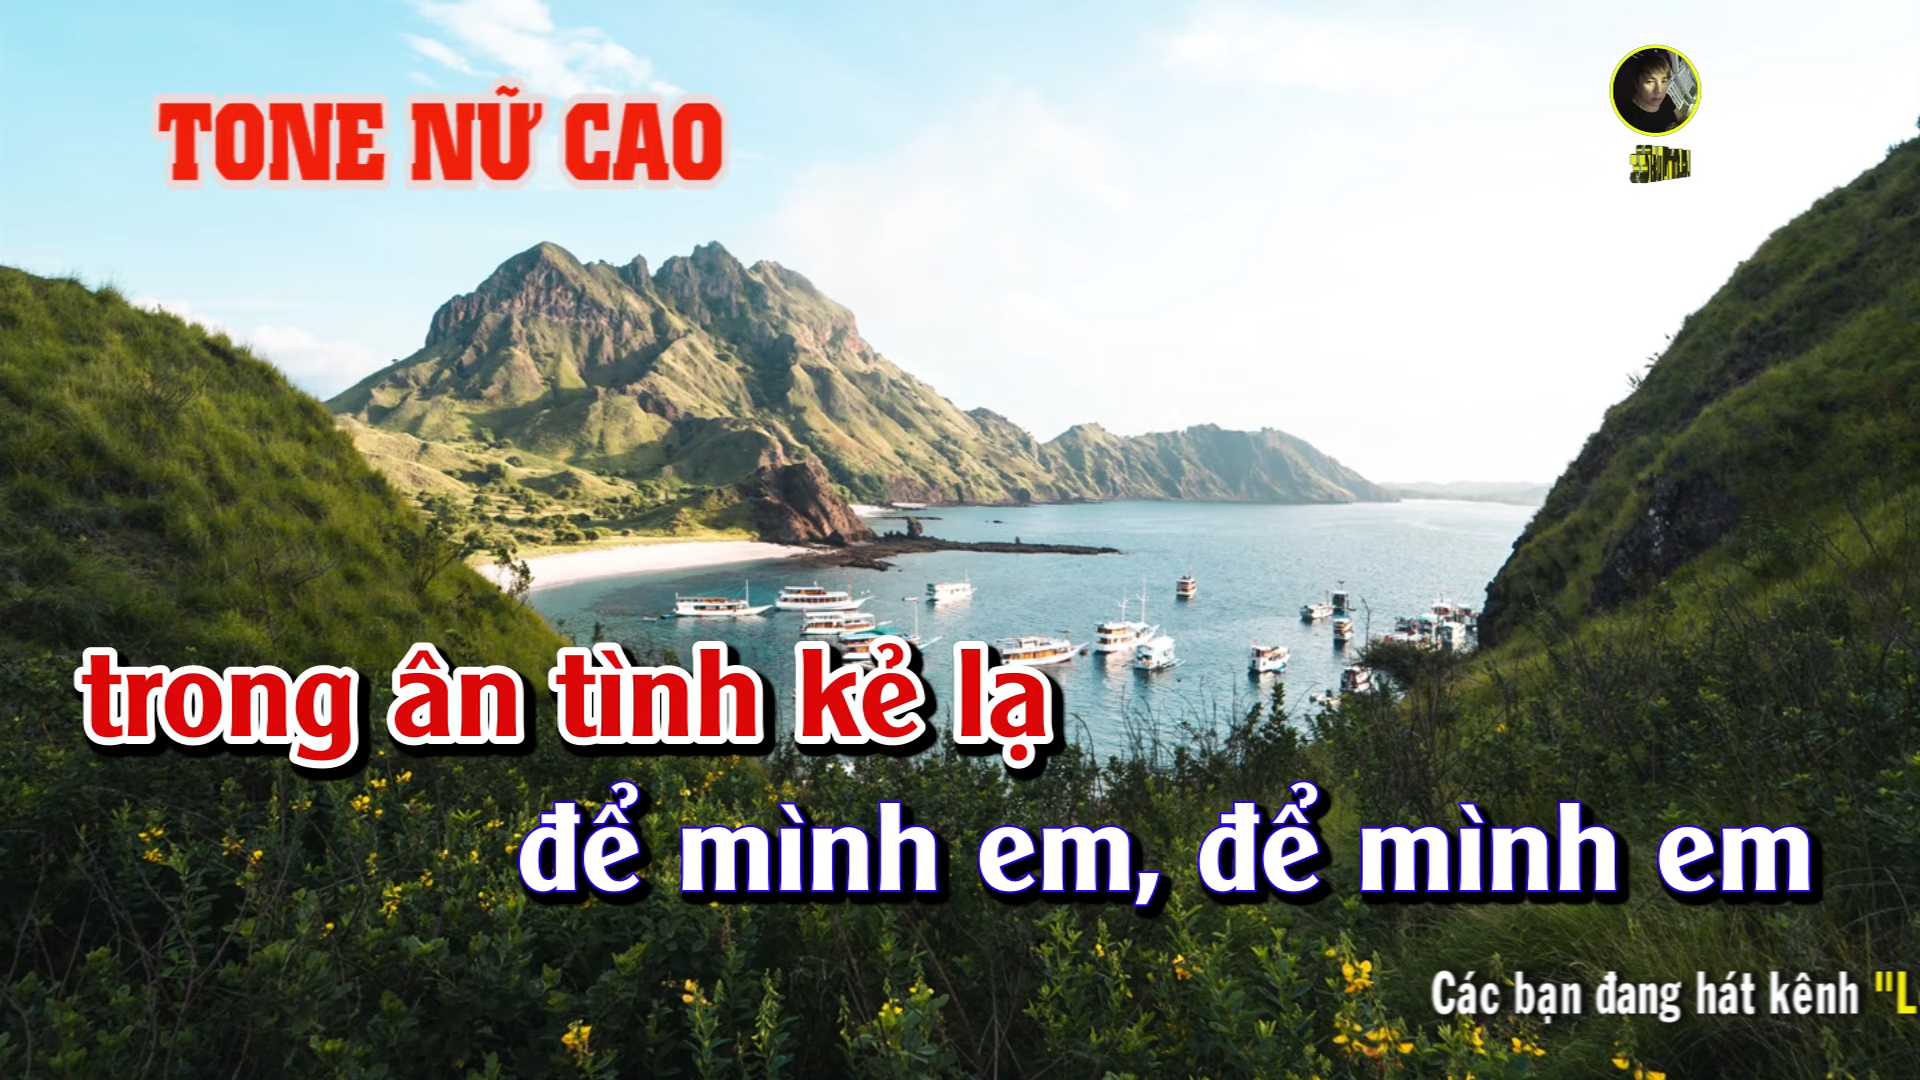 TONE NỮ CAO
trong ân tình kẻ lạ
để mình em, để mình em
Các bạn đang hát kênh "L